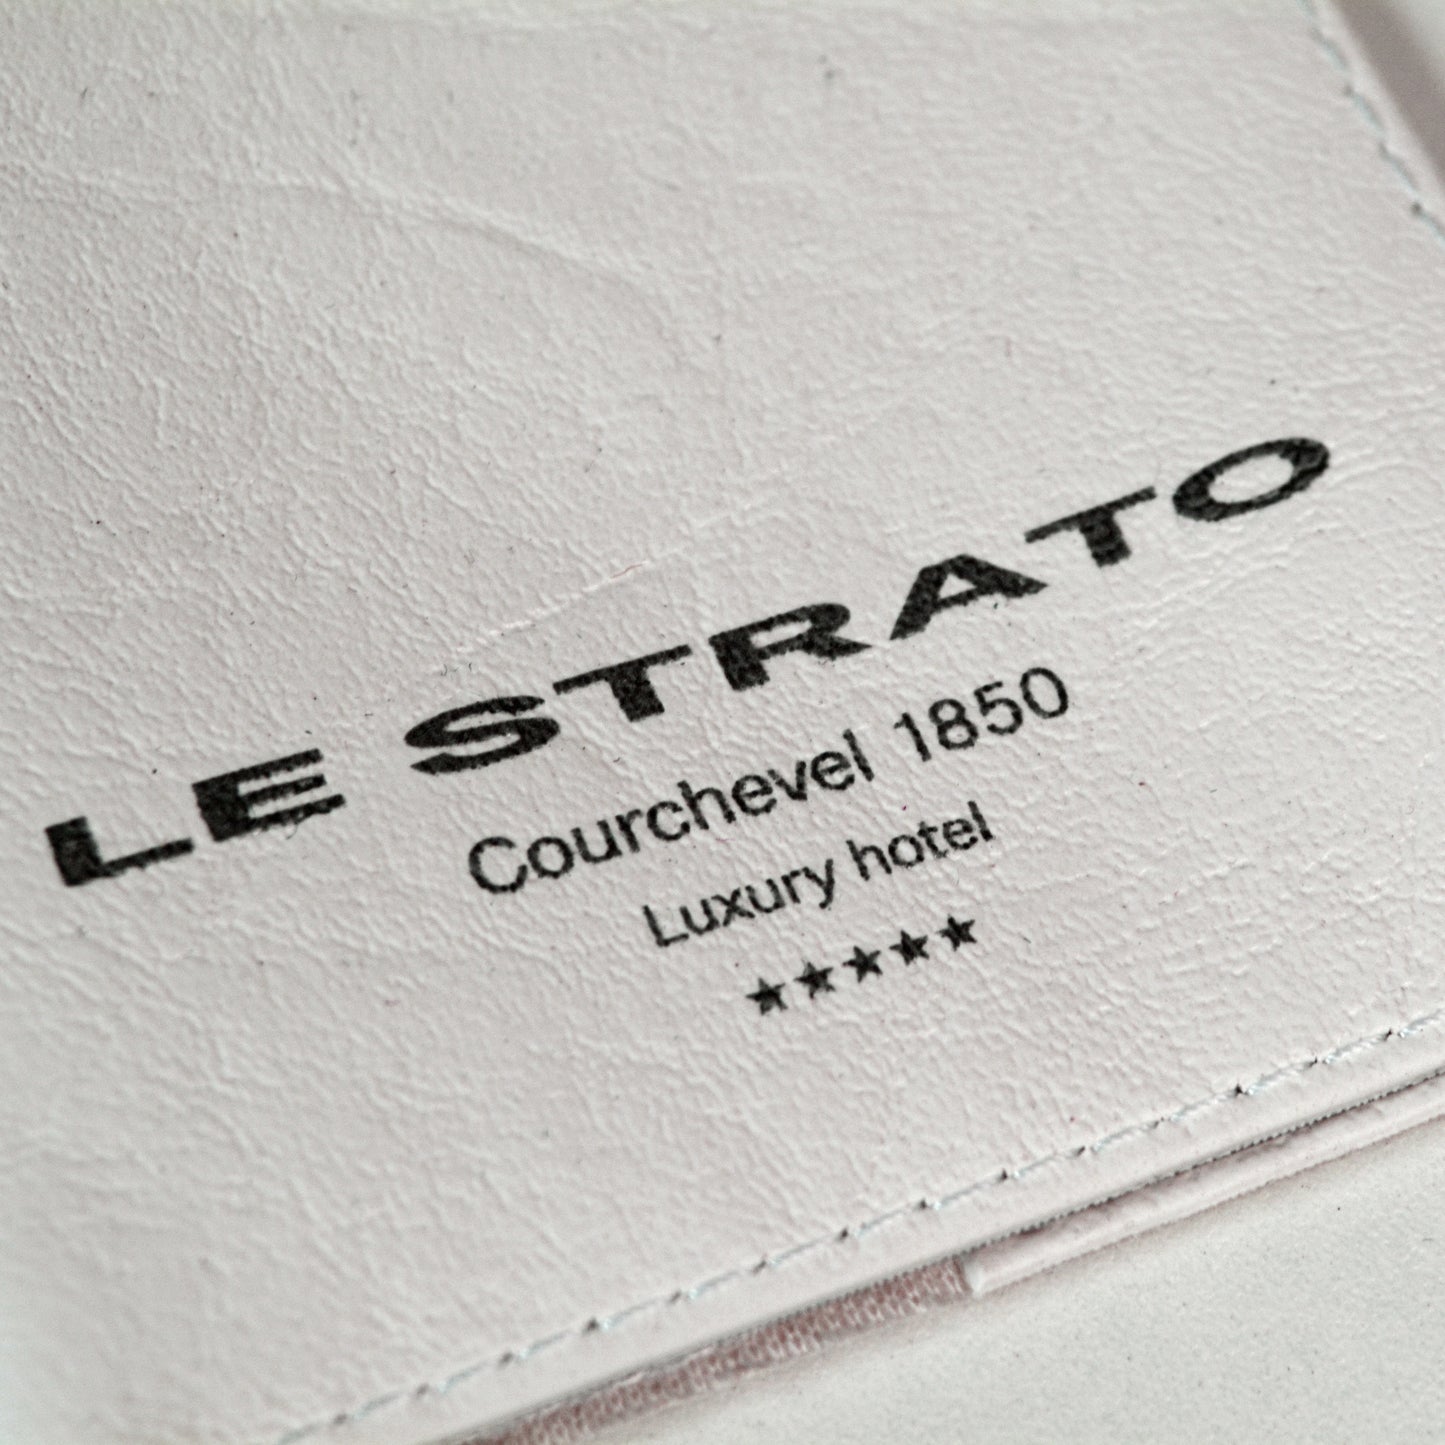 LE STRATO
Courchevel 1850
Luxury hotel
★★★★★